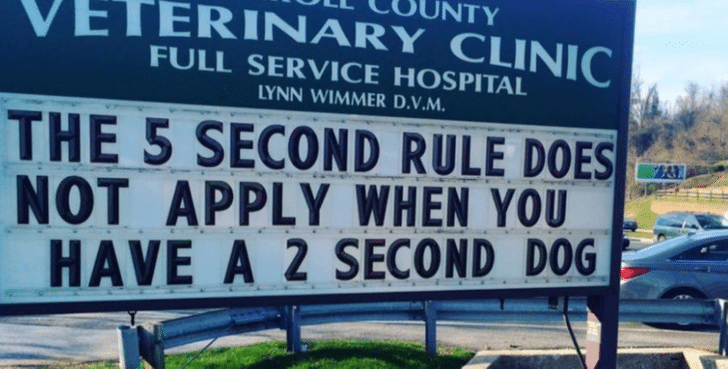 COUNTY
VETERINARY CLINIC
FULL SERVICE HOSPITAL
LYNN WIMMER D.V.M.
THE 5 SECOND RULE DOES
NOT APPLY WHEN YOU
HAVE A 2 SECOND DOG